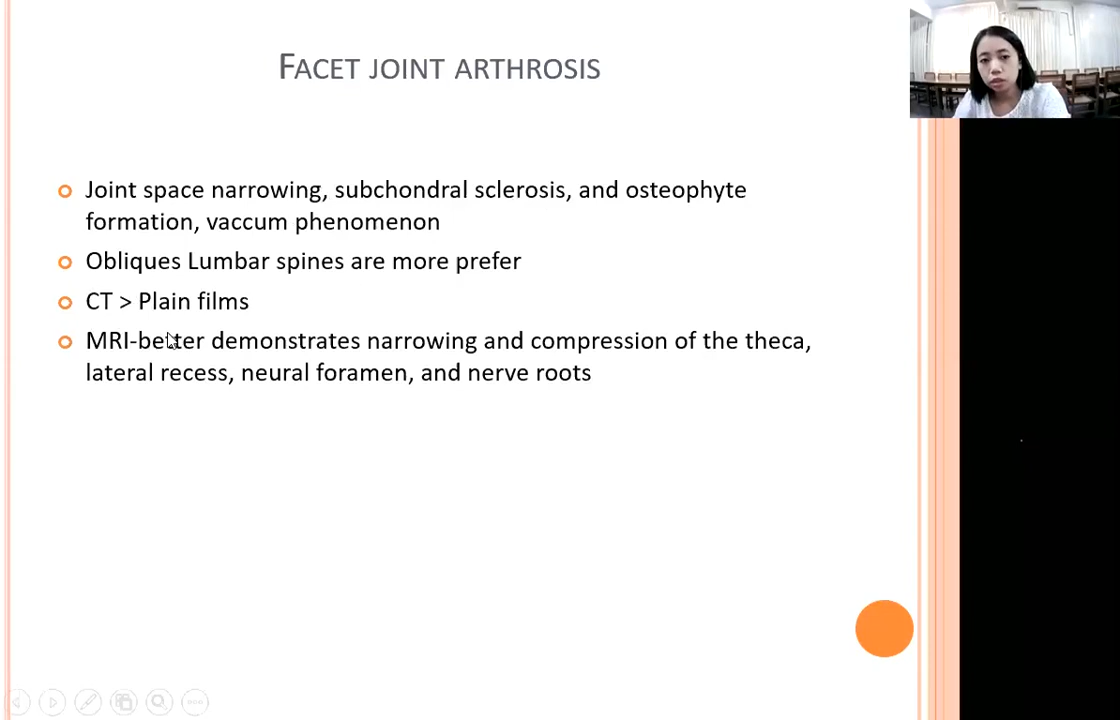 FACET JOINT ARTHROSIS
Joint space narrowing, subchondral sclerosis, and osteophyte
formation, vaccum phenomenon
Obliques Lumbar spines are more prefer
CT > Plain films
MRI-better demonstrates narrowing and compression of the theca,
lateral recess, neural foramen, and nerve roots